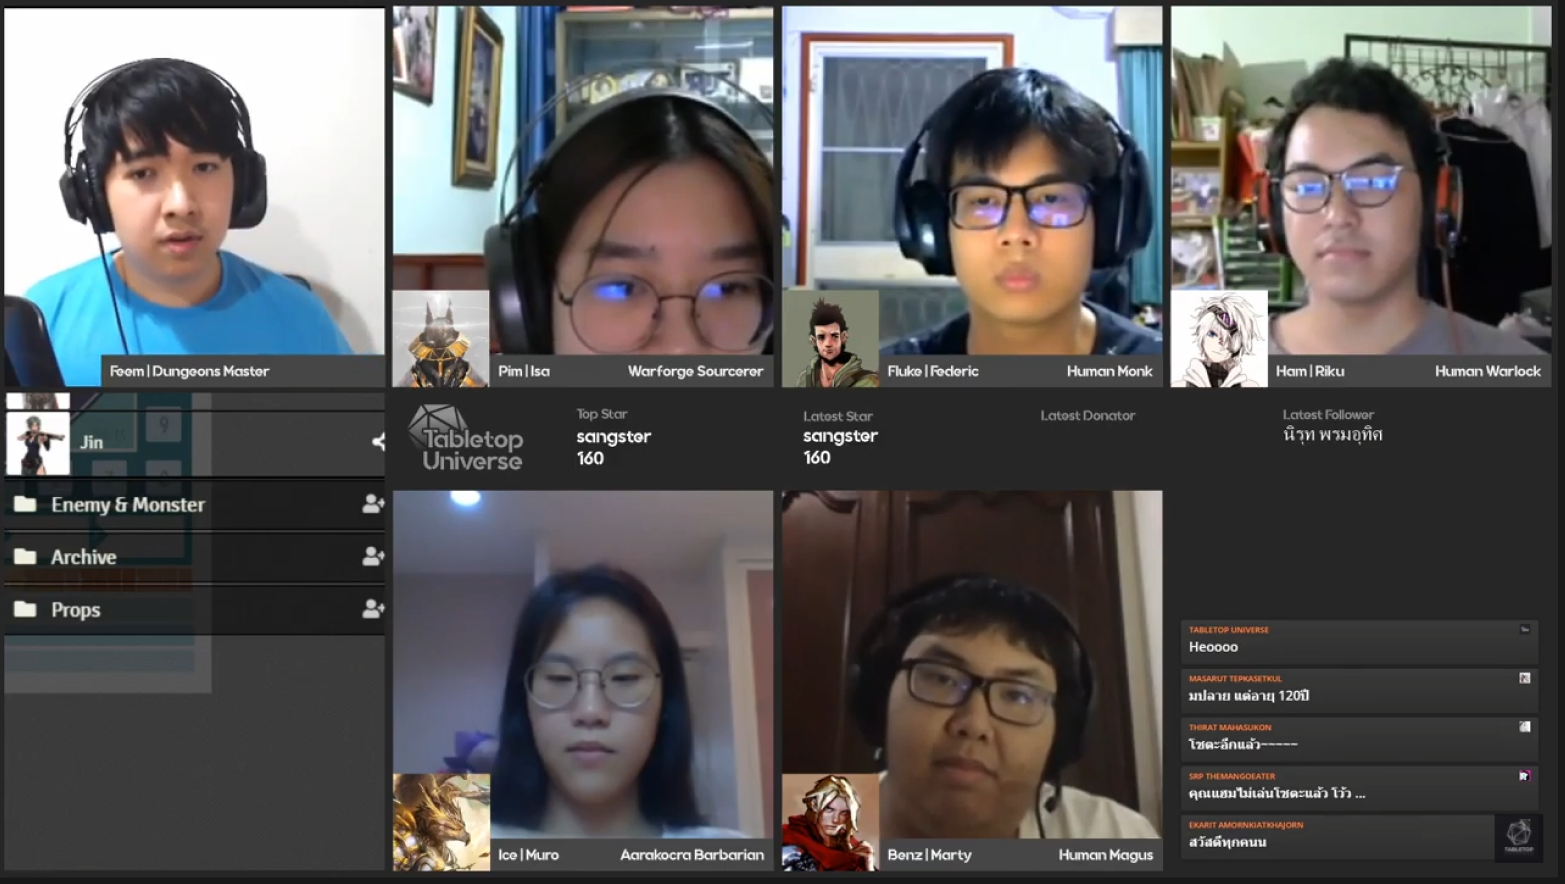 Feem | Dungeons Master
Pim | Isa
Warforge Sourcerer
Fluke | Federic
Human Monk
Ham | Riku
Human Warlock
Jin
Enemy & Monster
Archive
Props
Tabletop
Universe
Top Star
sangster
160
Latest Star
sangster
160
Latest Donator
Latest Follower
นิรุท พรมอุทิศ
Ice | Muro
Aarakocra Barbarian
Benz | Marty
Human Magus
TABLETOP UNIVERSE
Heoooo
MASARUT TEPKASETKUL
มปลาย แต่อายุ 120ปี
THIRAT MAHASUKON
โชตะอีกแล้ว~~~~~
SRP THEMANGOEATER
คุณแฮมไม่เล่นโชตะแล้ว โว้ว ...
EKARIT AMORNKIATKHAJORN
สวัสดีทุกคนน
TABLETOP